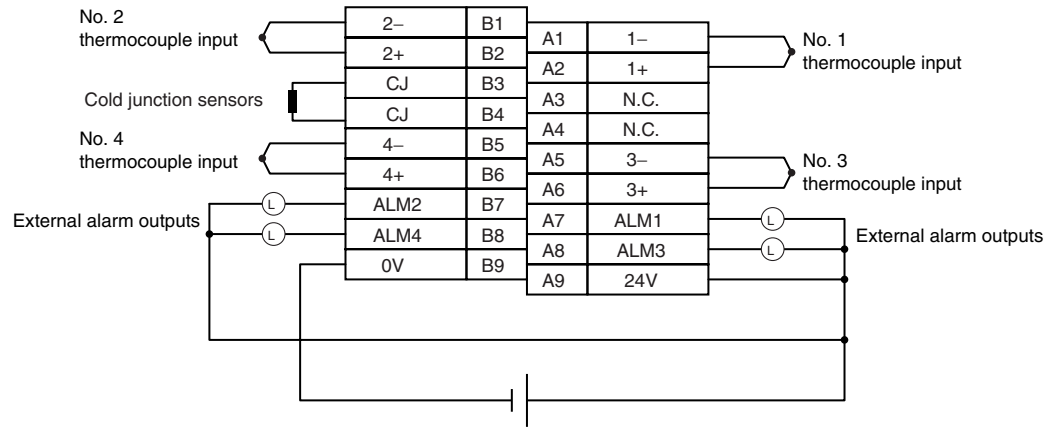 No. 2
thermocouple input
Cold junction sensors
No. 4
thermocouple input
External alarm outputs
2− B1
2+ B2
CJ B3
CJ B4
4− B5
4+ B6
ALM2 B7
ALM4 B8
0V B9
L
L
A1 1−
A2 1+
A3 N.C.
A4 N.C.
A5 3−
A6 3+
A7 ALM1
A8 ALM3
A9 24V
L
L
No. 1
thermocouple input
No. 3
thermocouple input
External alarm outputs